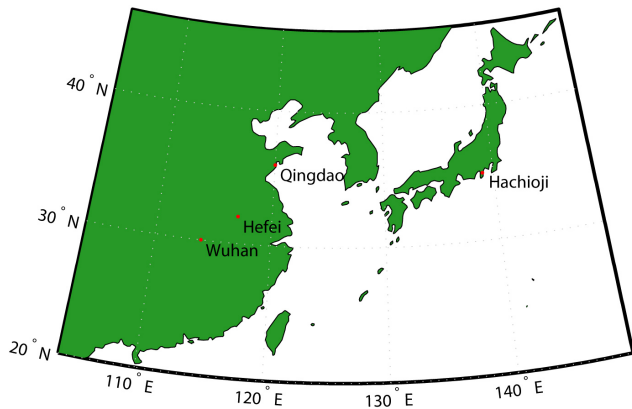 40° N
Qingdao
Hachioji
30° N
Hefei
Wuhan
20° N
110° E
120° E
130° E
140° E